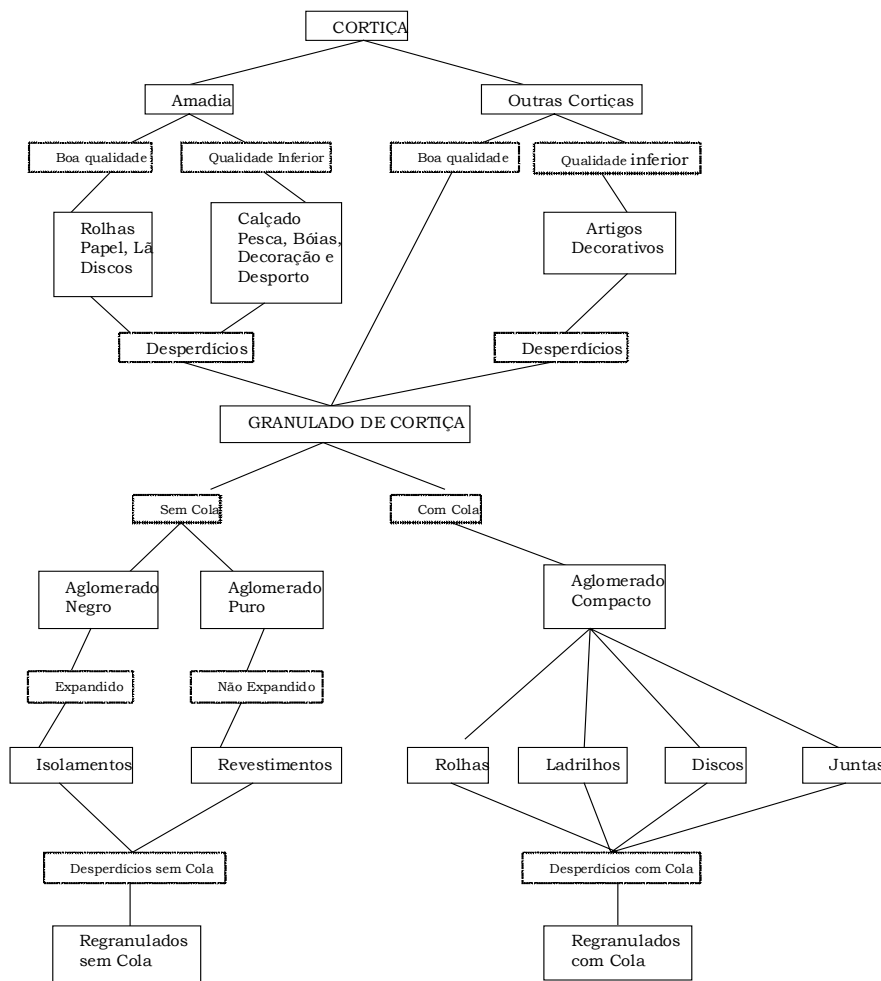 CORTIÇA
Amadia
Outras Cortiças
Boa qualidade
Qualidade Inferior
Boa qualidade
Qualidade inferior
Rolhas
Papel, Lã
Discos
Calçado
Pesca, Bóias,
Decoração e
Desporto
Artigos
Decorativos
Desperdícios
Desperdícios
GRANULADO DE CORTIÇA
Sem Cola
Com Cola
Aglomerado
Negro
Aglomerado
Puro
Aglomerado
Compacto
Expandido
Não Expandido
Isolamentos
Revestimentos
Rolhas
Ladrilhos
Discos
Juntas
Desperdícios sem Cola
Desperdícios com Cola
Regranulados
sem Cola
Regranulados
com Cola